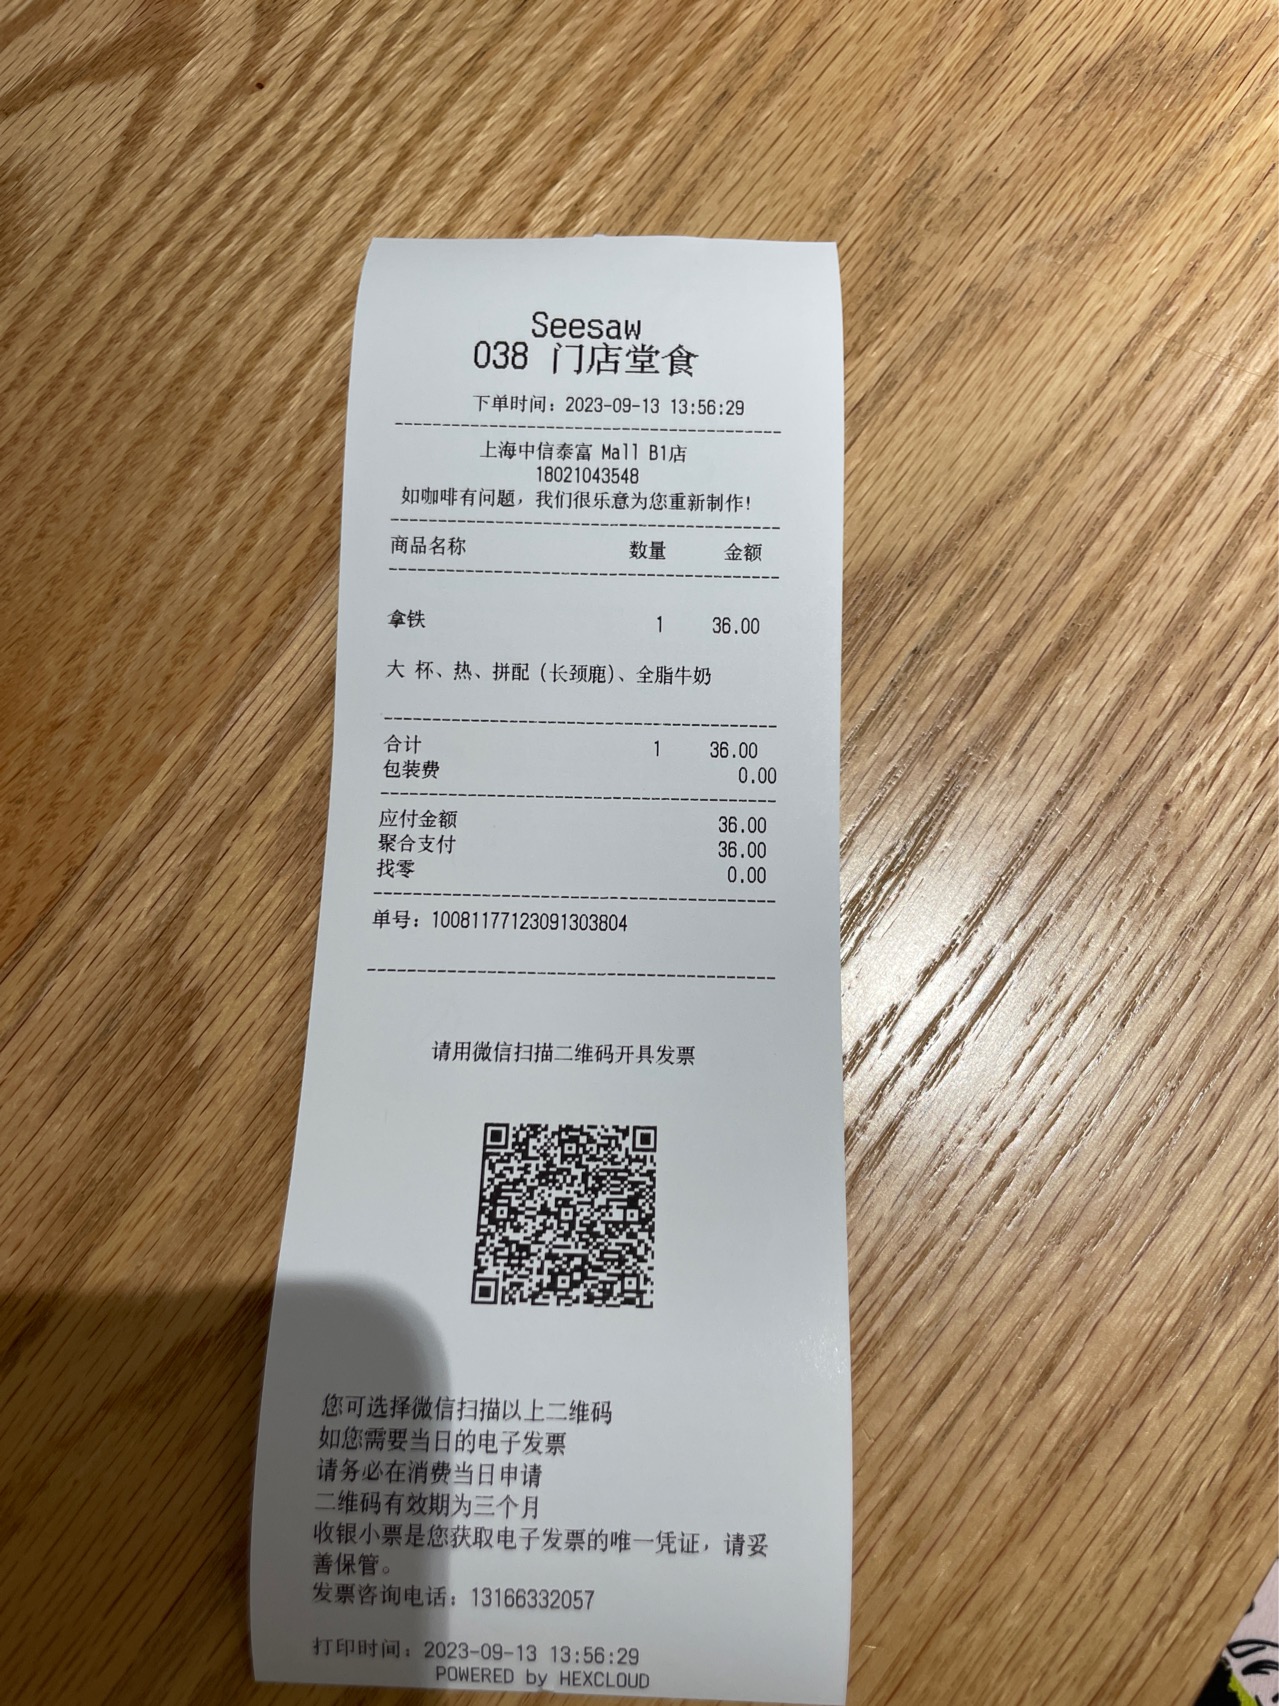 Seesaw
038 门店堂食
下单时间：2023-09-13 13:56:29
上海中信泰富 Mall B1店
18021043548
如咖啡有问题，我们很乐意为您重新制作！
商品名称 数量 金额
拿铁 1 36.00
大 杯、热、拼配（长颈鹿）、全脂牛奶
合计 1 36.00
包装费 0.00
应付金额 36.00
聚合支付 36.00
找零 0.00
单号：10081177123091303804
请用微信扫描二维码开具发票
您可选择微信扫描以上二维码
如您需要当日的电子发票
请务必在消费当日申请
二维码有效期为三个月
收银小票是您获取电子发票的唯一凭证，请妥
善保管。
发票咨询电话：13166332057
打印时间：2023-09-13 13:56:29
POWERED by HEXCLOUD